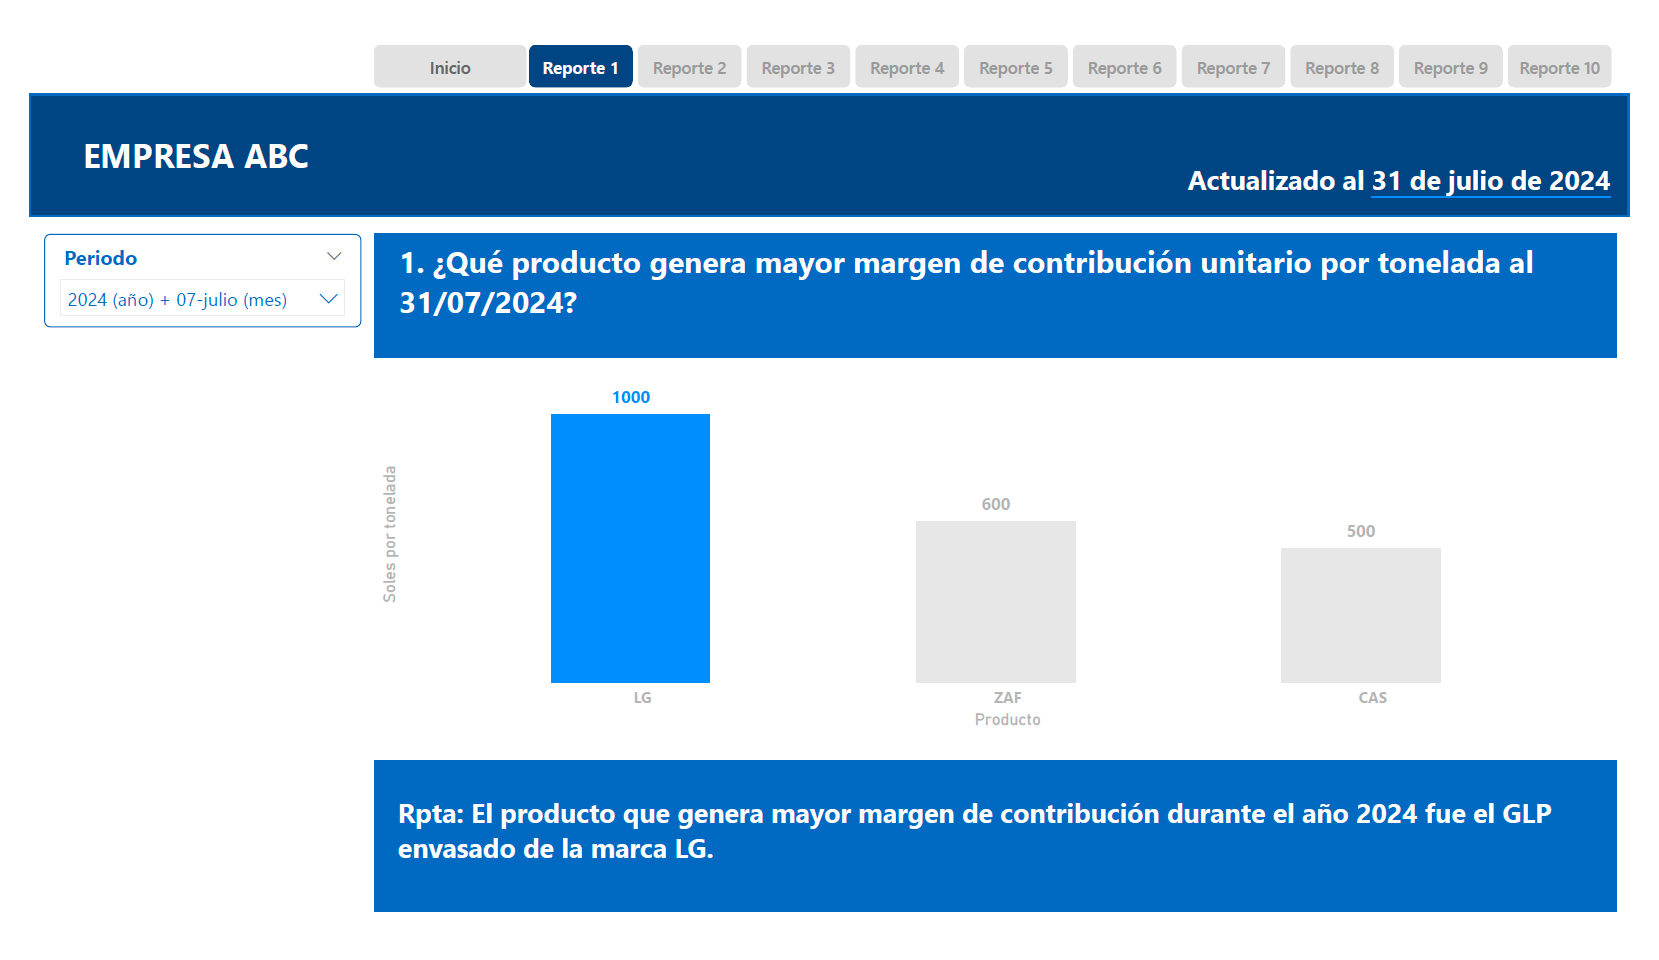 Inicio
Reporte 1
Reporte 2
Reporte 3
Reporte 4
Reporte 5
Reporte 6
Reporte 7
Reporte 8
Reporte 9
Reporte 10
EMPRESA ABC
Actualizado al 31 de julio de 2024
Periodo
2024 (año) + 07-julio (mes)
1. ¿Qué producto genera mayor margen de contribución unitario por tonelada al
31/07/2024?
Soles por tonelada
1000
600
500
LG
ZAF
CAS
Producto
Rpta: El producto que genera mayor margen de contribución durante el año 2024 fue el GLP
envasado de la marca LG.